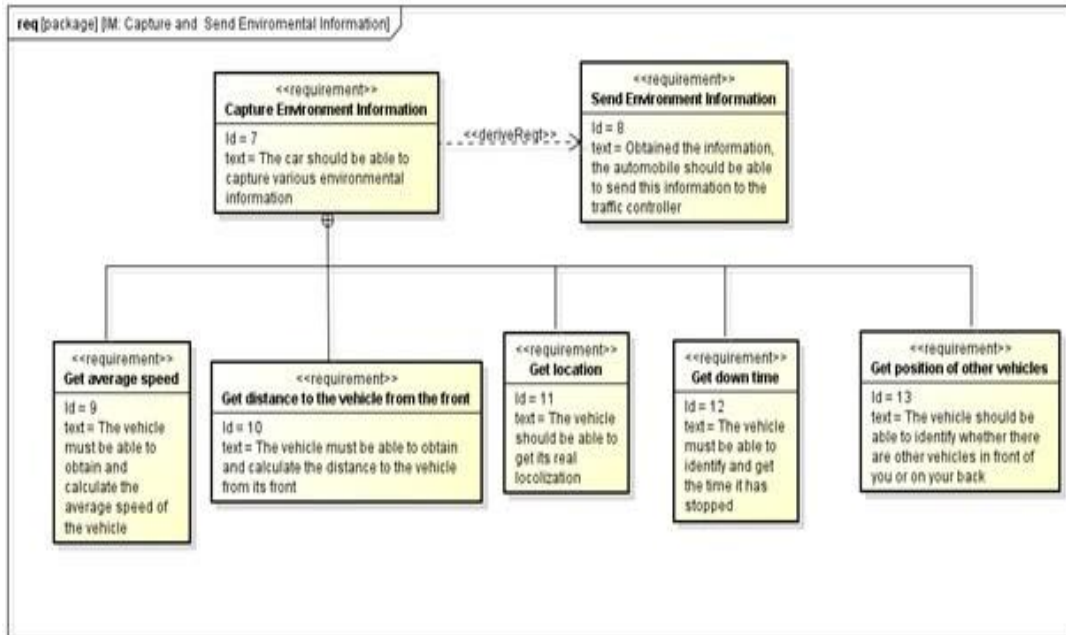 req [package] [IM: Capture and Send Enviromental Information]
<<requirement>>
Capture Environment Information
Id = 7
text = The car should be able to
capture various environmental
information
<<deriveReqt>>
<<requirement>>
Send Environment Information
Id = 8
text = Obtained the information,
the automobile should be able
to send this information to the
traffic controller
<<requirement>>
Get average speed
Id = 9
text = The vehicle
must be able to
obtain and
calculate the
average speed of
the vehicle
<<requirement>>
Get distance to the vehicle from the front
Id = 10
text = The vehicle must be able to obtain
and calculate the distance to the vehicle
from its front
<<requirement>>
Get location
Id = 11
text = The vehicle
should be able to
get its real
locolization
<<requirement>>
Get down time
Id = 12
text = The vehicle
must be able to
identify and get
the time it has
stopped
<<requirement>>
Get position of other vehicles
Id = 13
text = The vehicle should be
able to identify whether there
are other vehicles in front of
you or on your back